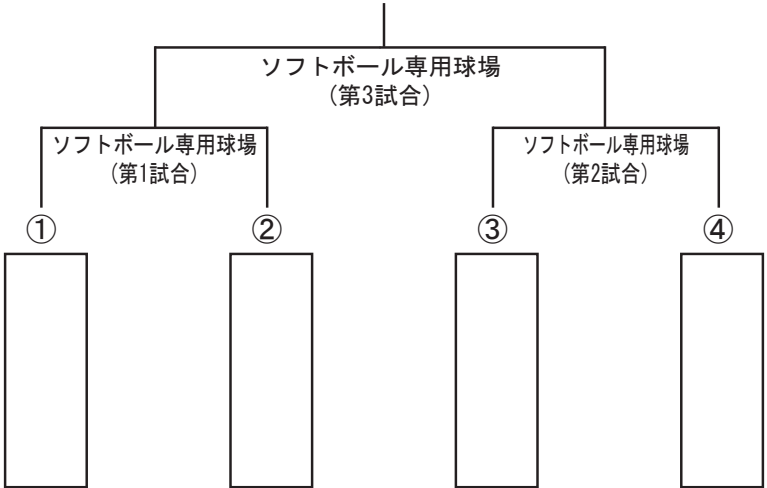 ソフトボール専用球場
(第3試合)
ソフトボール専用球場
(第1試合)
ソフトボール専用球場
(第2試合)
①
②
③
④